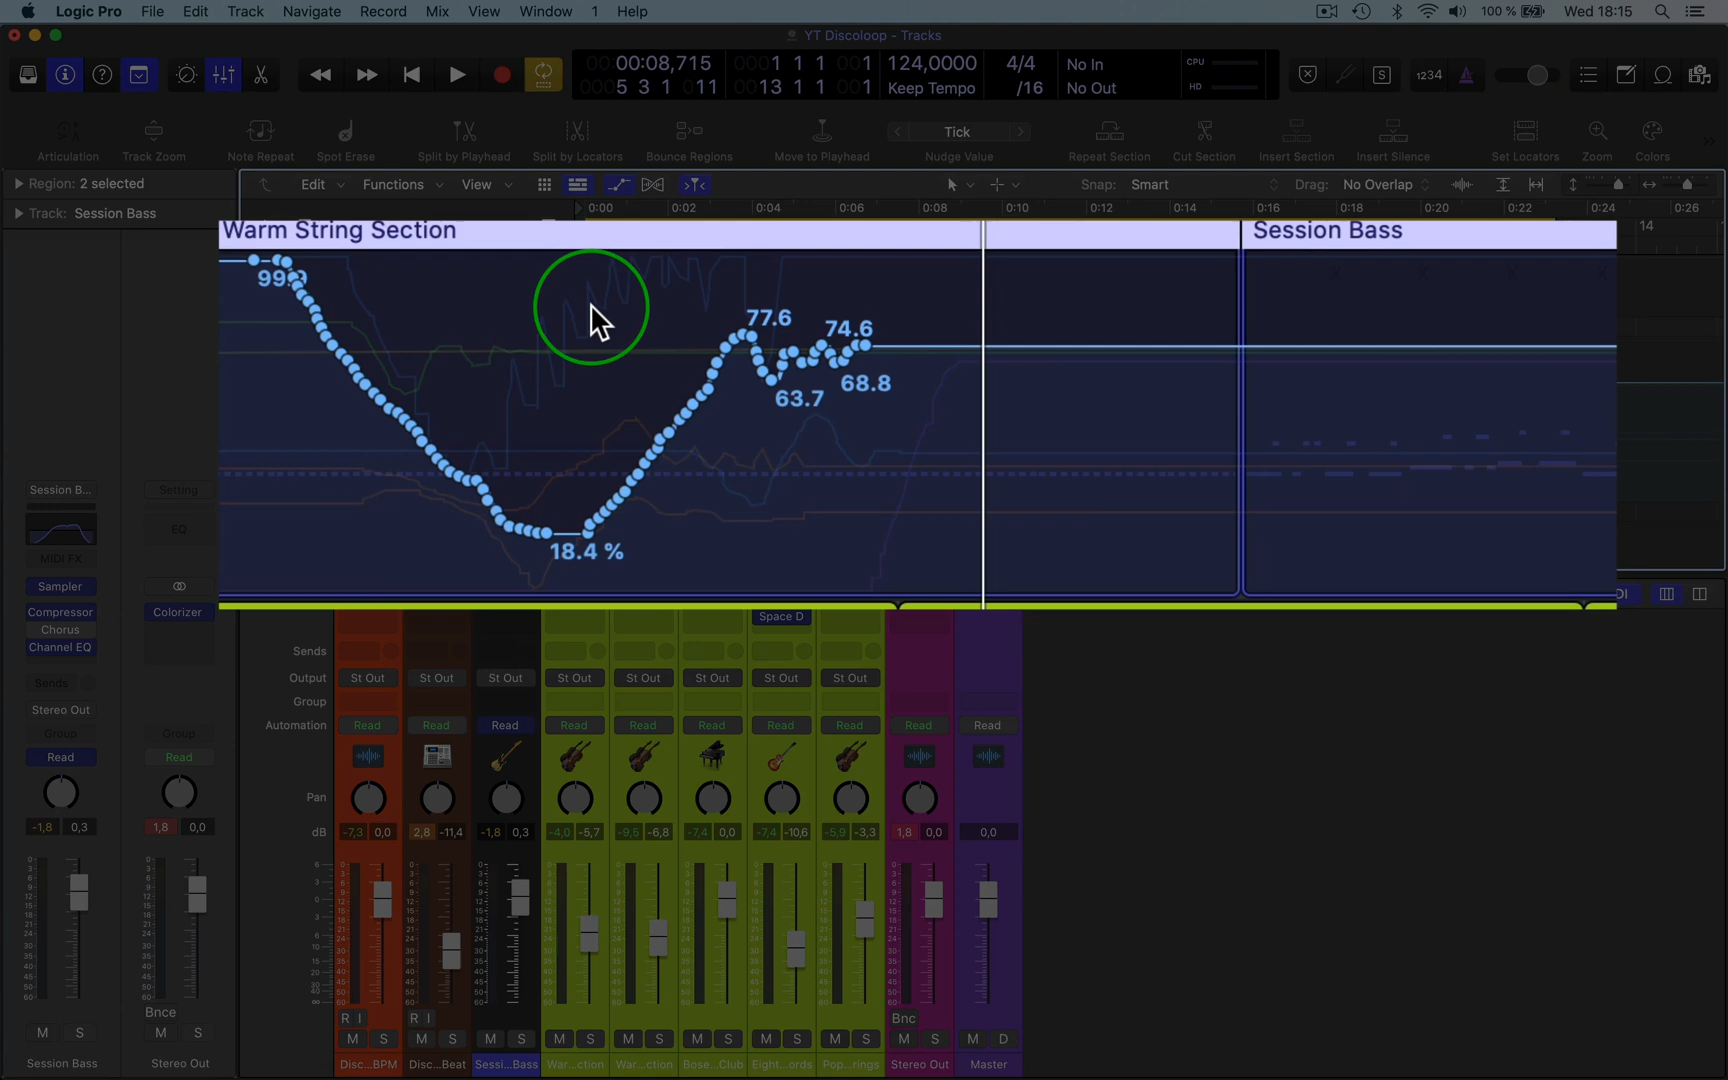 Logic Pro File Edit Track Navigate Record Mix View Window 1 Help 100 % Wed 18:15
YT Discoloop - Tracks
00:00:08,715 0001 1 1 001 124,0000 4/4 No In CPU
0005 3 1 011 0013 1 1 001 Keep Tempo /16 No Out HD
S 1234
Tick
Articulation Track Zoom Note Repeat Spot Erase Split by Playhead Split by Locators Bounce Regions Move to Playhead Nudge Value Repeat Section Cut Section Insert Section Insert Silence Set Locators Zoom Colors
Region: 2 selected Edit Functions View Snap: Smart Drag: No Overlap
Track: Session Bass 0:00 0:02 0:04 0:06 0:08 0:10 0:12 0:14 0:16 0:18 0:20 0:22 0:24 0:26
Warm String Section Session Bass 14
77.6 74.6
63.7 68.8
18.4 %
Session B... Setting
EQ
MIDI FX
Sampler
Compressor Colorizer Space D
Chorus
Channel EQ
Sends
Sends
Output St Out St Out St Out St Out St Out St Out St Out St Out
Stereo Out
Group
Group Group
Automation Read Read Read Read Read Read Read Read Read Read
Read Read
Pan
-1,8 0,3 1,8 0,0 dB -7,3 0,0 2,8 -11,4 -1,8 0,3 -4,0 -5,7 -9,5 -6,8 -7,4 0,0 -7,4 -10,6 -5,9 -3,3 1,8 0,0 0,0
Bnce R I R I Bnc
M S M S M S M S M S M S M S M S M S M S M S M D
Session Bass Stereo Out Disc...BPM Disc...Beat Sessi...Bass War...ction War...ction Bose...Club Eight...ords Pop...rings Stereo Out Master